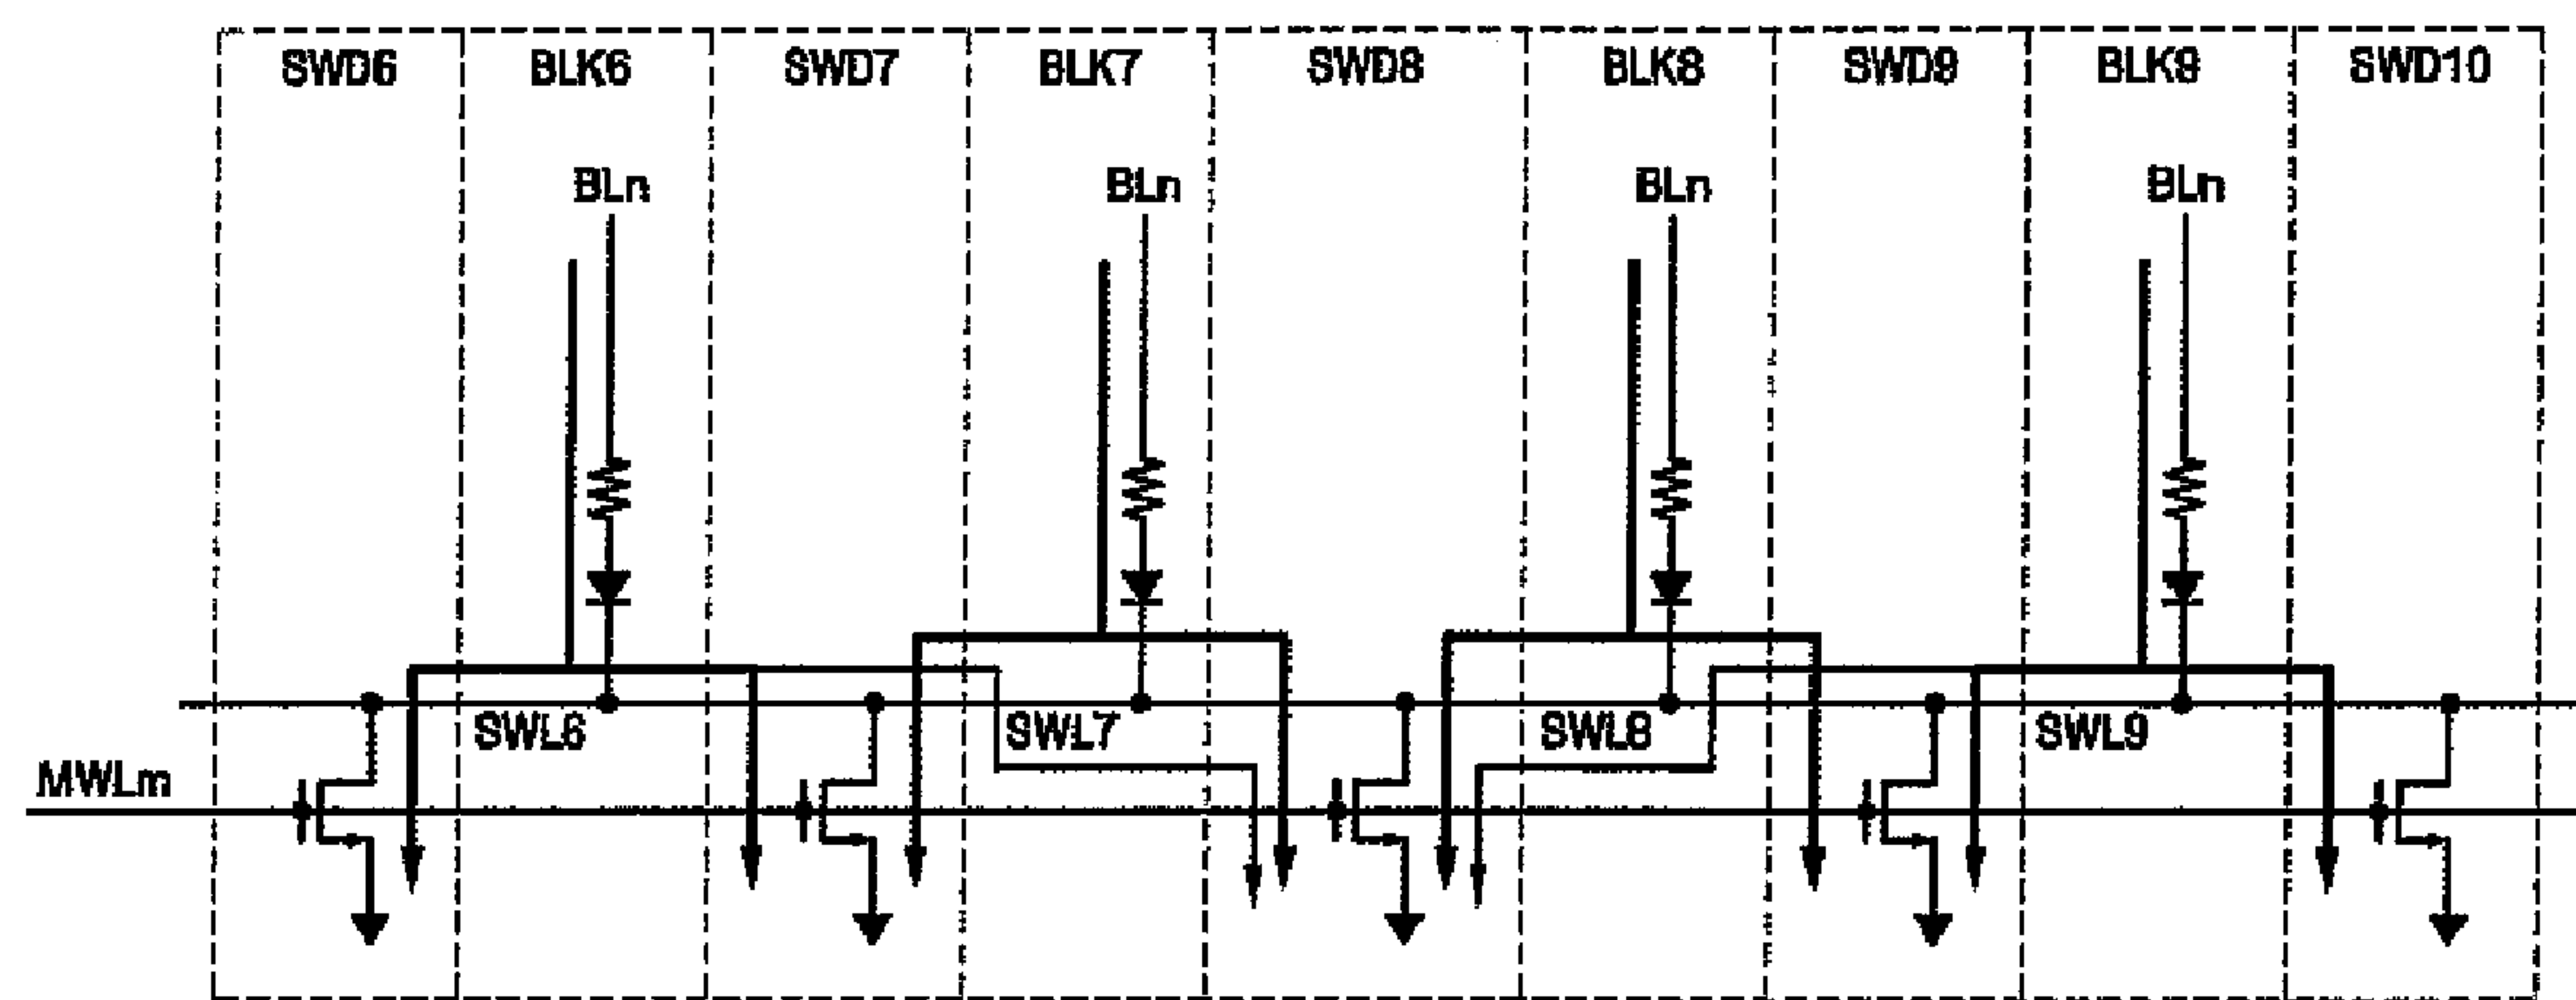 SWD6 BLK6 SWD7 BLK7 SWD8 BLK8 SWD9 BLK9 SWD10
BLn BLn BLn BLn
SWL6 SWL7 SWL8 SWL9
MWLm